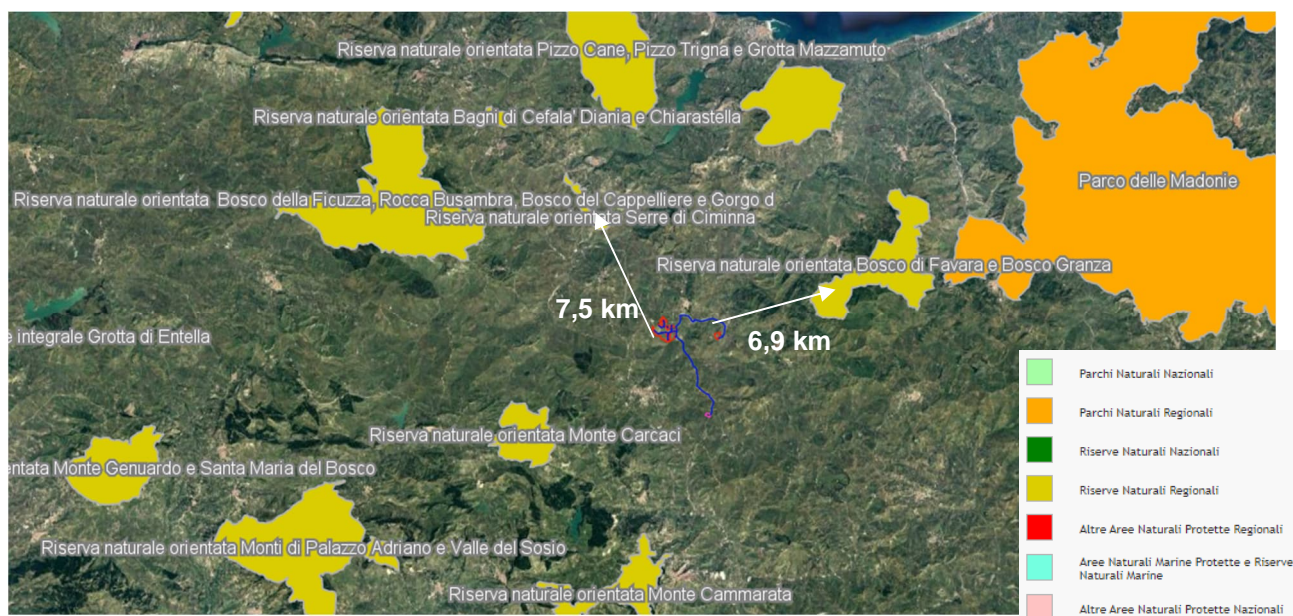 Riserva naturale orientata Pizzo Cane, Pizzo Trigna e Grotta Mazzamuto
Riserva naturale orientata Bagni di Cefala' Diania e Chiarastella
Parco delle Madonie
Riserva naturale orientata  Bosco della Ficuzza, Rocca Busambra, Bosco del Cappelliere e Gorgo d
Riserva naturale orientata Serre di Ciminna
Riserva naturale orientata Bosco di Favara e Bosco Granza
7,5 km
e integrale Grotta di Entella
6,9 km
Riserva naturale orientata Monte Carcaci
entata Monte Genuardo e Santa Maria del Bosco
Riserva naturale orientata Monti di Palazzo Adriano e Valle del Sosio
Riserva naturale orientata Monte Cammarata
Parchi Naturali Nazionali
Parchi Naturali Regionali
Riserve Naturali Nazionali
Riserve Naturali Regionali
Altre Aree Naturali Protette Regionali
Aree Naturali Marine Protette e Riserve
Naturali Marine
Altre Aree Naturali Protette Nazionali